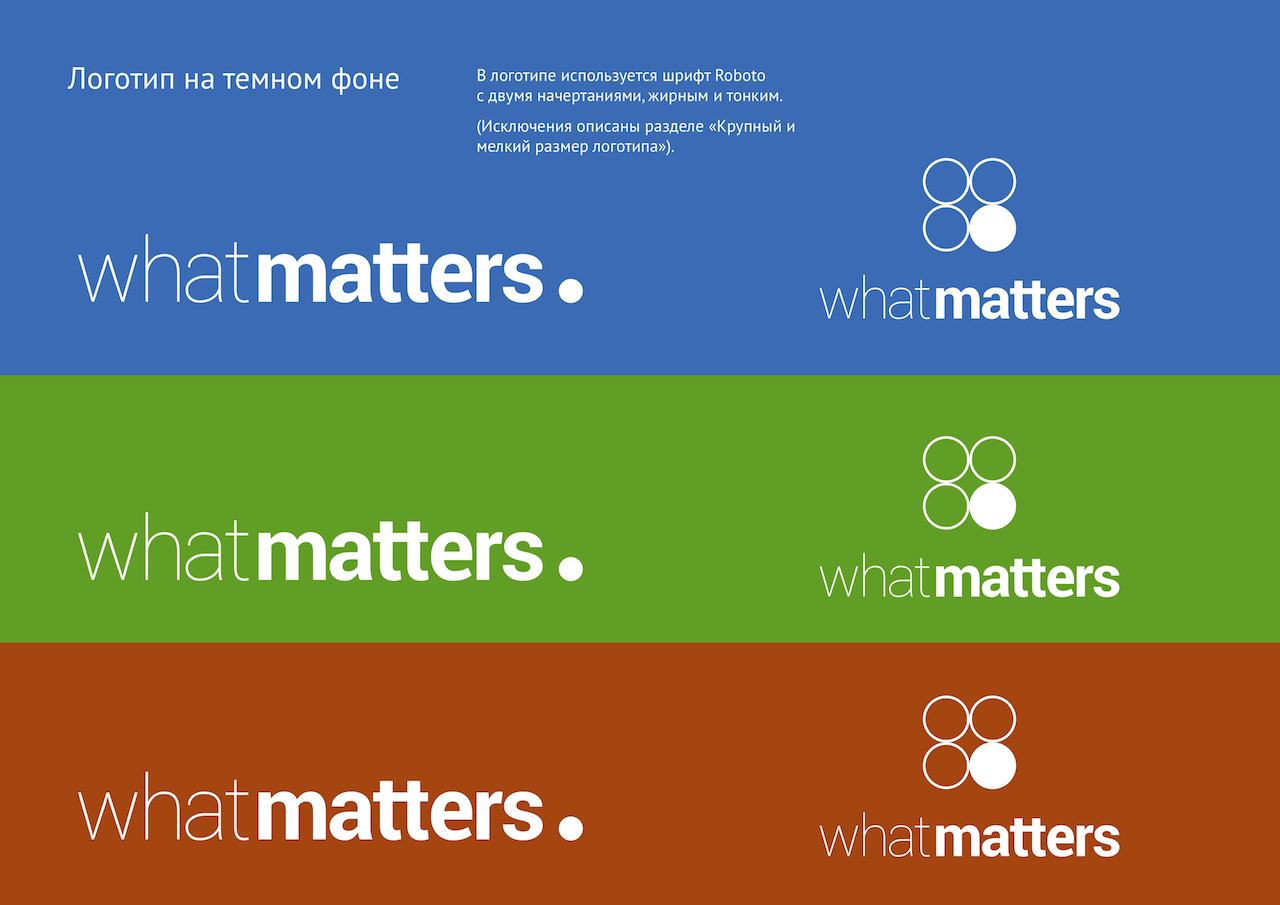 Логотип на темном фоне
В логотипе используется шрифт Roboto
с двумя начертаниями, жирным и тонким.
(Исключения описаны разделе «Крупный и
мелкий размер логотипа»).
whatmatters.
whatmatters
whatmatters.
whatmatters
whatmatters.
whatmatters